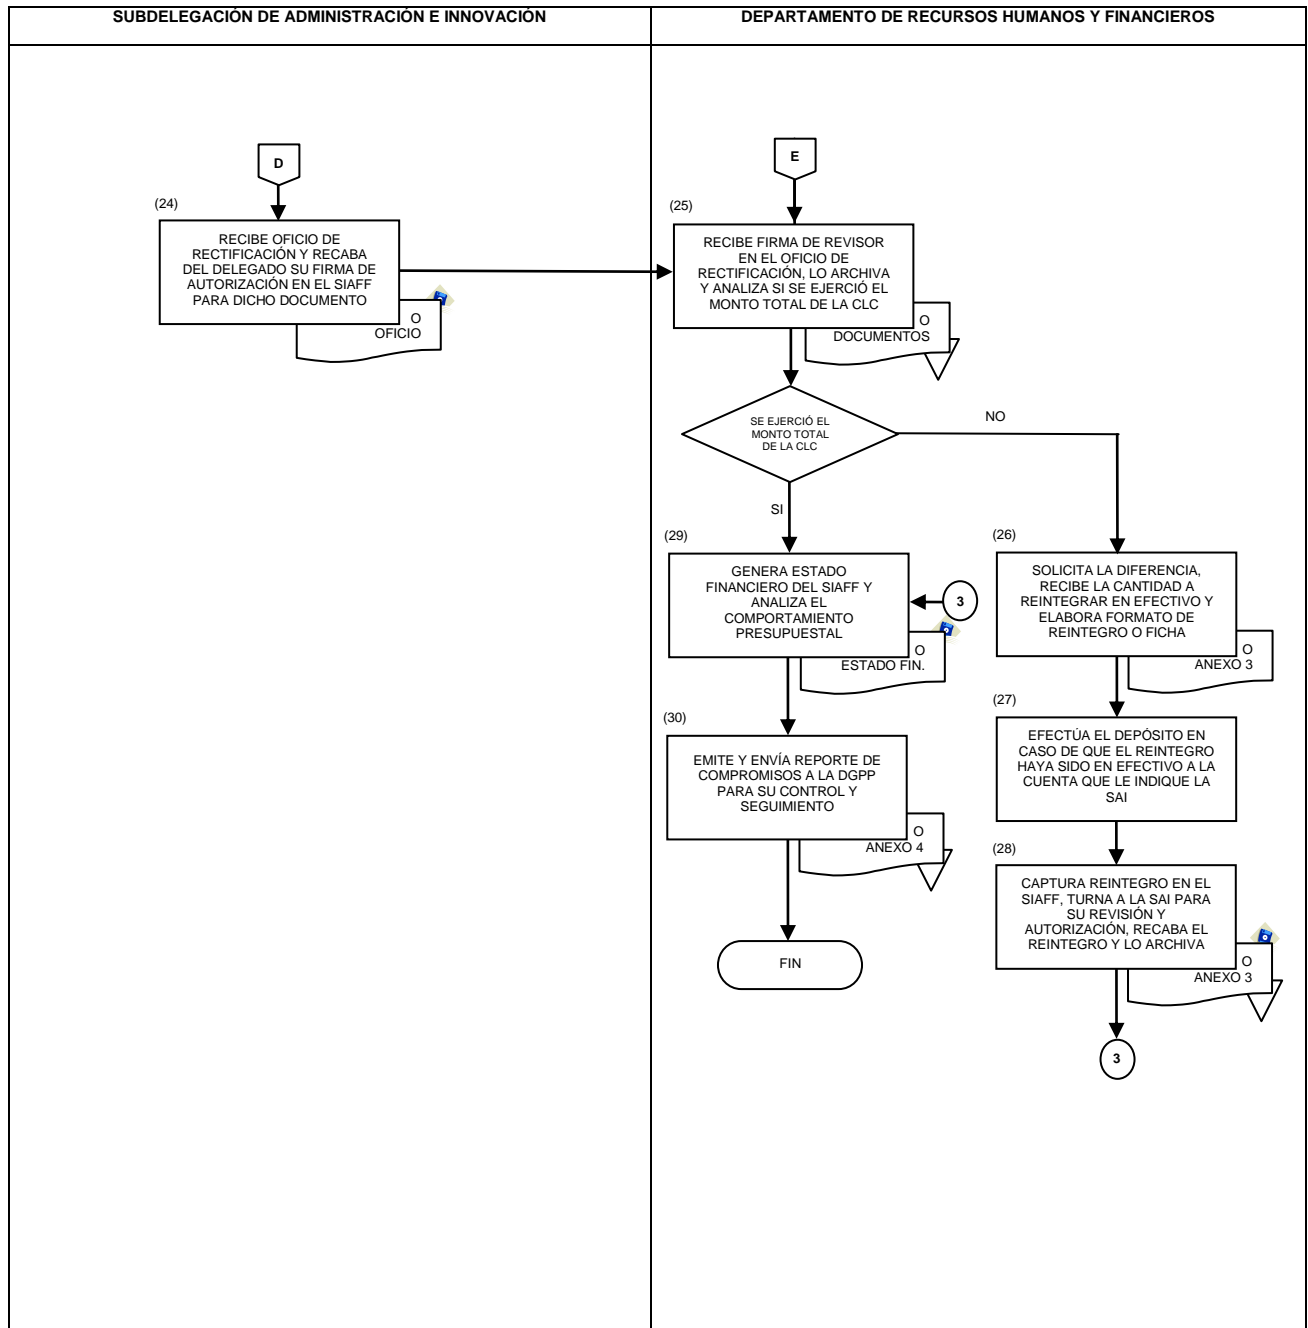 SUBDELEGACIÓN DE ADMINISTRACIÓN E INNOVACIÓN
DEPARTAMENTO DE RECURSOS HUMANOS Y FINANCIEROS
D
(24)
RECIBE OFICIO DE
RECTIFICACIÓN Y RECABA
DEL DELEGADO SU FIRMA DE
AUTORIZACIÓN EN EL SIAFF
PARA DICHO DOCUMENTO
O
OFICIO
E
(25)
RECIBE FIRMA DE REVISOR
EN EL OFICIO DE
RECTIFICACIÓN, LO ARCHIVA
Y ANALIZA SI SE EJERCIÓ EL
MONTO TOTAL DE LA CLC
O
DOCUMENTOS
SE EJERCIÓ EL
MONTO TOTAL
DE LA CLC
NO
SI
(29)
GENERA ESTADO
FINANCIERO DEL SIAFF Y
ANALIZA EL
COMPORTAMIENTO
PRESUPUESTAL
3
O
ESTADO FIN.
(30)
EMITE Y ENVÍA REPORTE DE
COMPROMISOS A LA DGPP
PARA SU CONTROL Y
SEGUIMIENTO
O
ANEXO 4
FIN
(26)
SOLICITA LA DIFERENCIA,
RECIBE LA CANTIDAD A
REINTEGRAR EN EFECTIVO Y
ELABORA FORMATO DE
REINTEGRO O FICHA
O
ANEXO 3
(27)
EFECTÚA EL DEPÓSITO EN
CASO DE QUE EL REINTEGRO
HAYA SIDO EN EFECTIVO A LA
CUENTA QUE LE INDIQUE LA
SAI
(28)
CAPTURA REINTEGRO EN EL
SIAFF, TURNA A LA SAI PARA
SU REVISIÓN Y
AUTORIZACIÓN, RECABA EL
REINTEGRO Y LO ARCHIVA
O
ANEXO 3
3